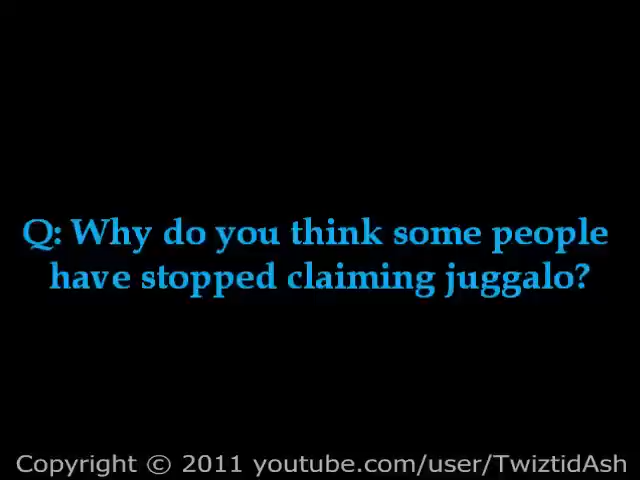 Q: Why do you think some people
have stopped claiming juggalo?
Copyright © 2011 youtube.com/user/TwiztidAsh